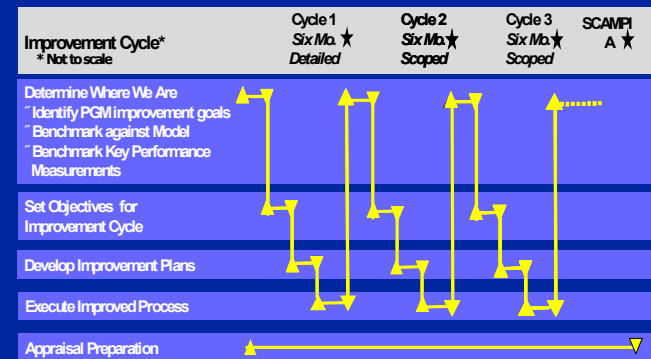 Cycle 1
Six Mo. ★
Detailed
Cycle 2
Six Mo. ★
Scoped
Cycle 3
Six Mo. ★
Scoped
SCAMPI
A ★
Improvement Cycle*
* Not to scale
Determine Where We Are
˝ Identify PGM improvement goals
˝ Benchmark against Model
˝ Benchmark Key Performance
Measurements
Set Objectives for
Improvement Cycle
Develop Improvement Plans
Execute Improved Process
Appraisal Preparation